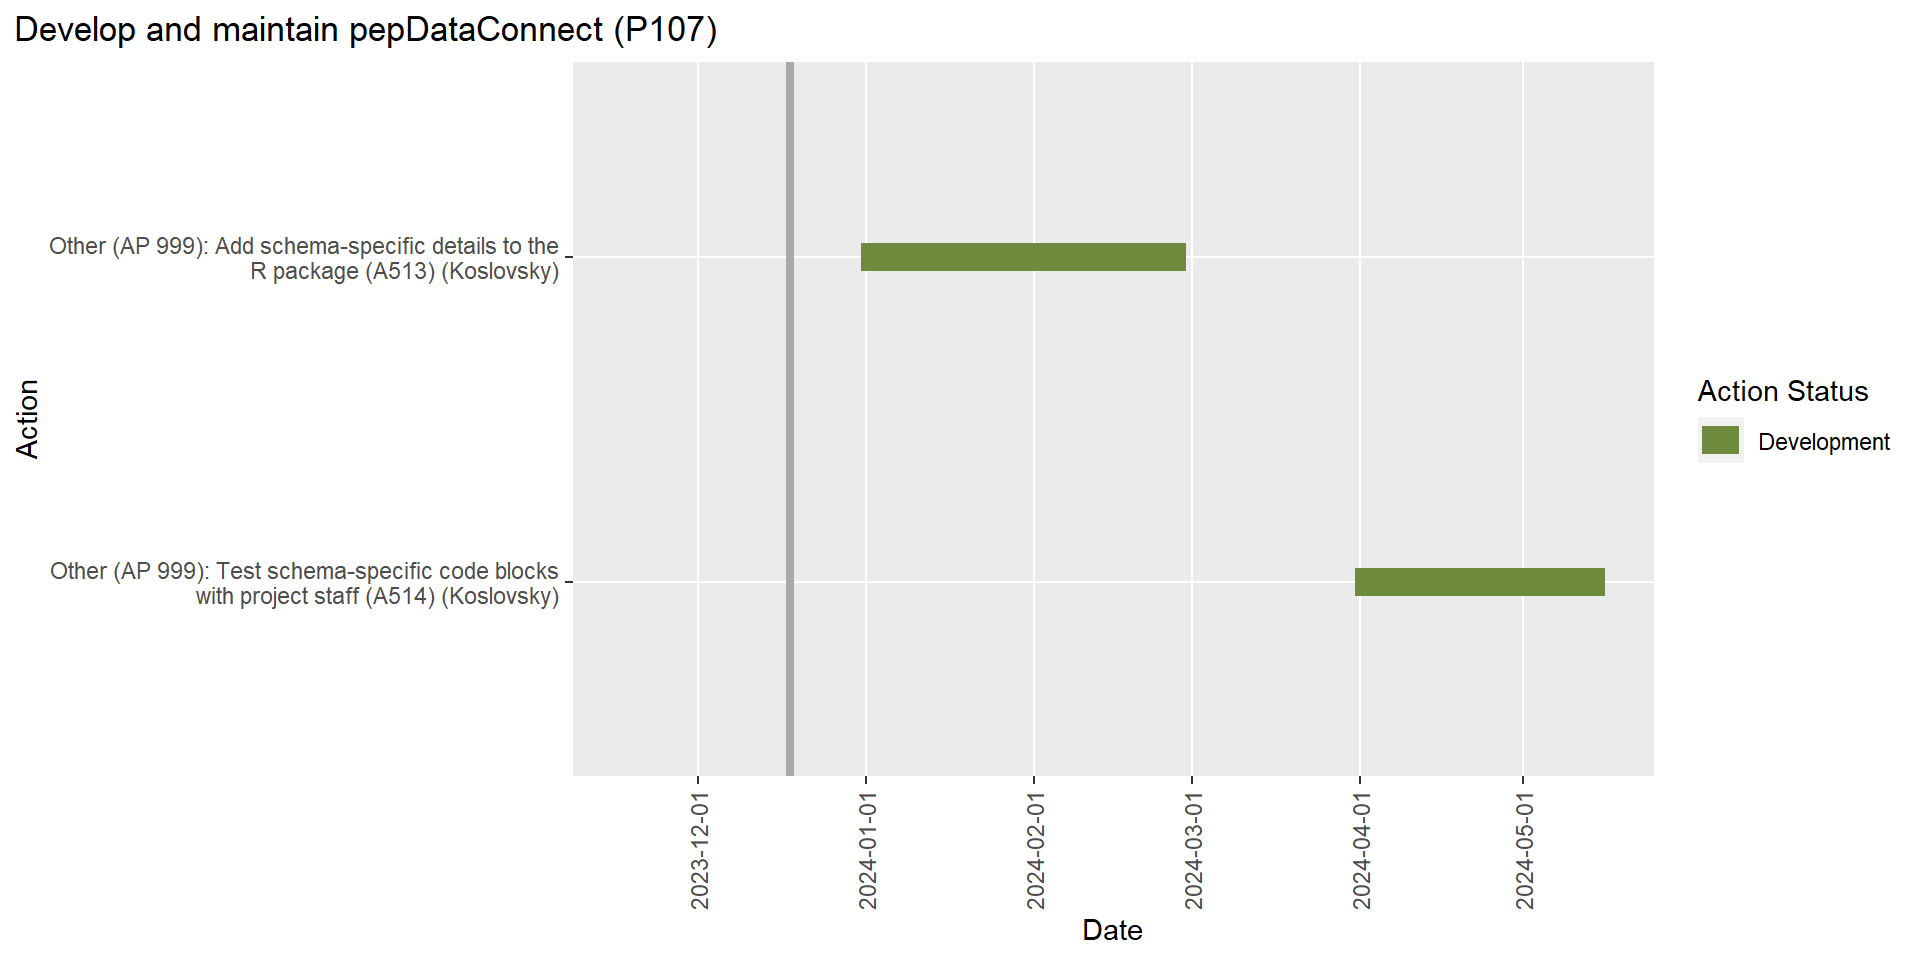 Develop and maintain pepDataConnect (P107)
Other (AP 999): Add schema-specific details to the
R package (A513) (Koslovsky)
Other (AP 999): Test schema-specific code blocks
with project staff (A514) (Koslovsky)
Action
2023-12-01
2024-01-01
2024-02-01
2024-03-01
2024-04-01
2024-05-01
Date
Action Status
Development